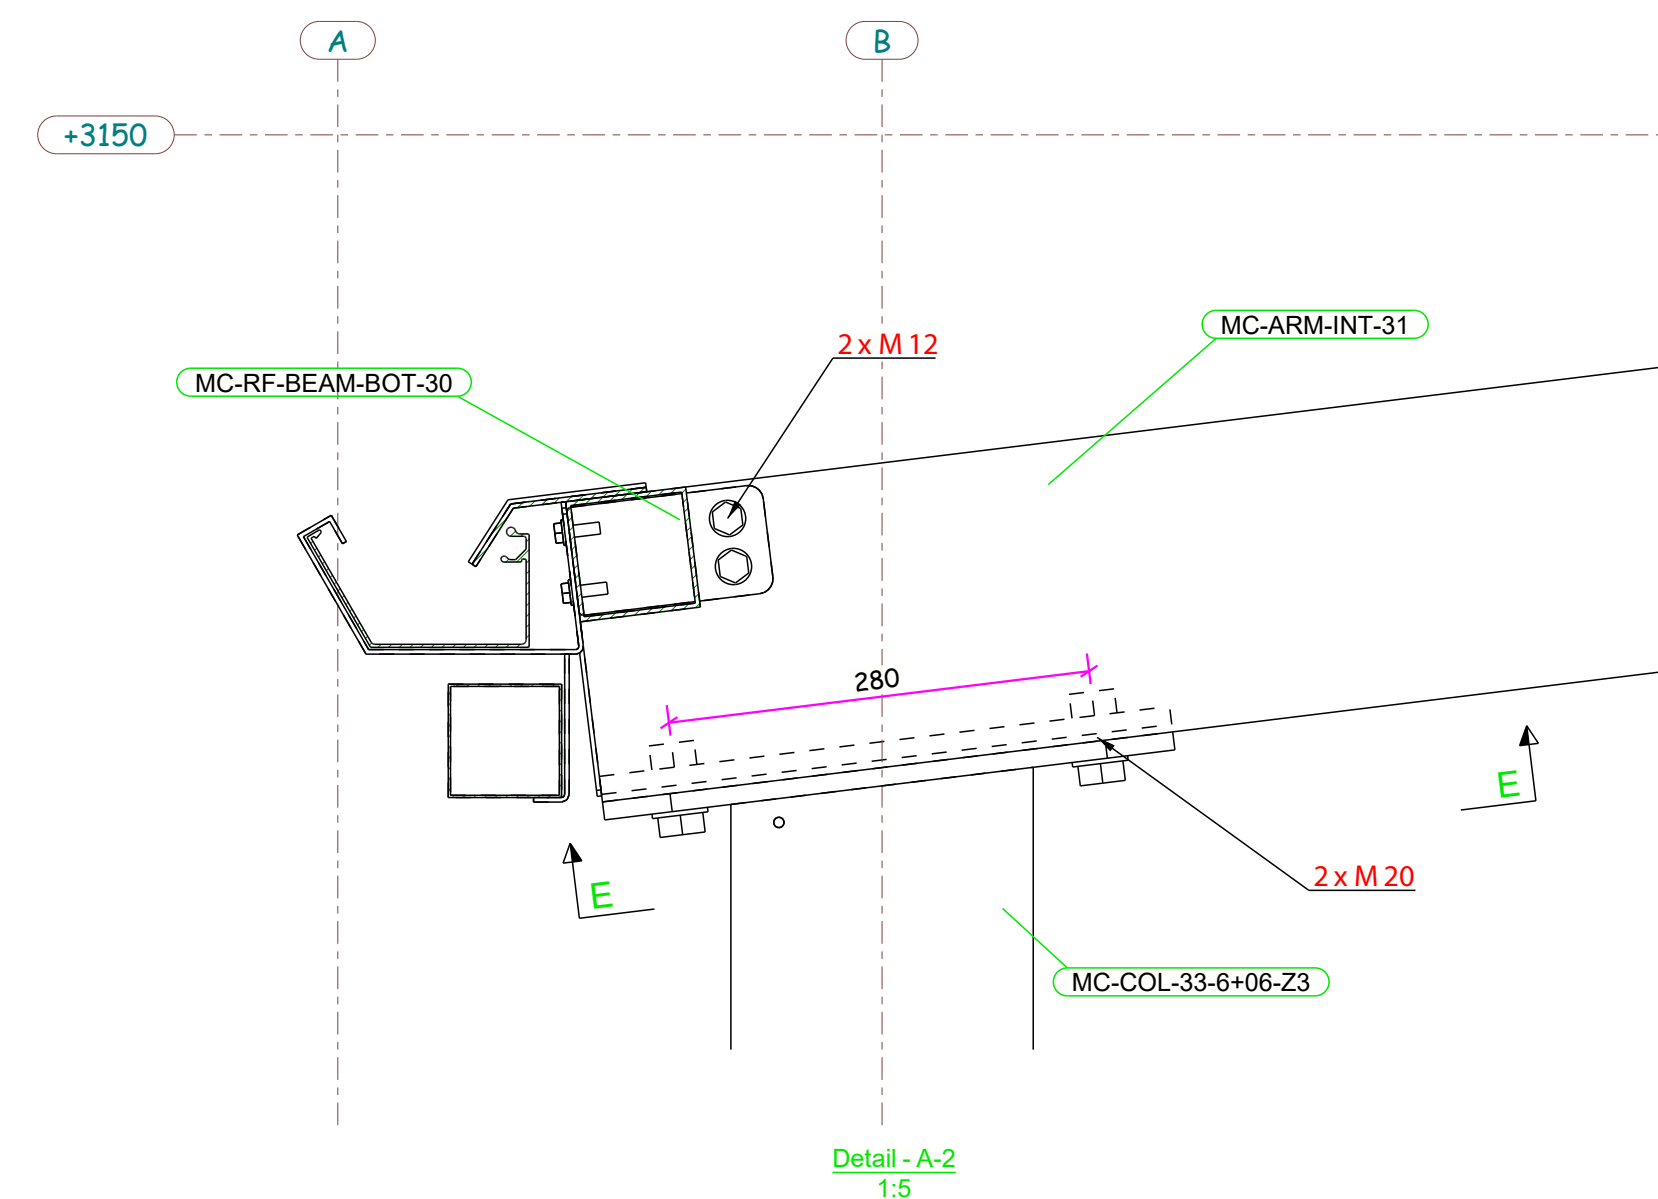 A
B
+3150
MC-ARM-INT-31
2 x M 12
MC-RF-BEAM-BOT-30
280
E
E
2 x M 20
MC-COL-33-6+06-Z3
Detail - A-2
1:5